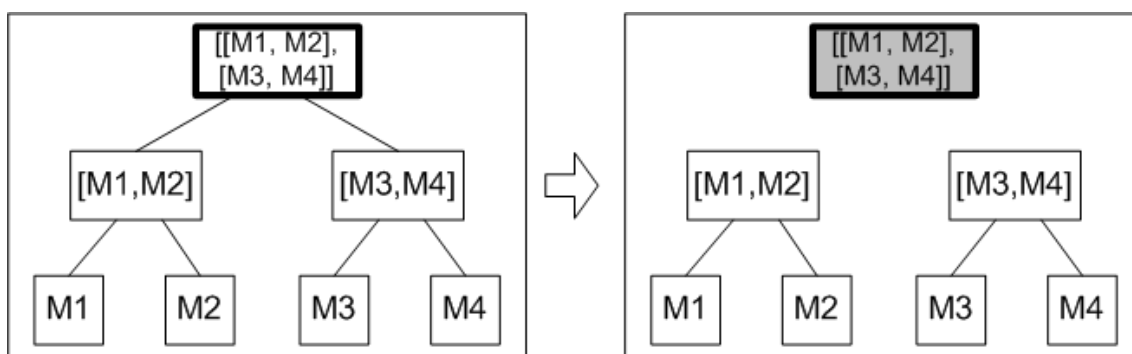 [[M1, M2],
[M3, M4]]
[M1,M2]
[M3,M4]
M1
M2
M3
M4
[[M1, M2],
[M3, M4]]
[M1,M2]
[M3,M4]
M1
M2
M3
M4